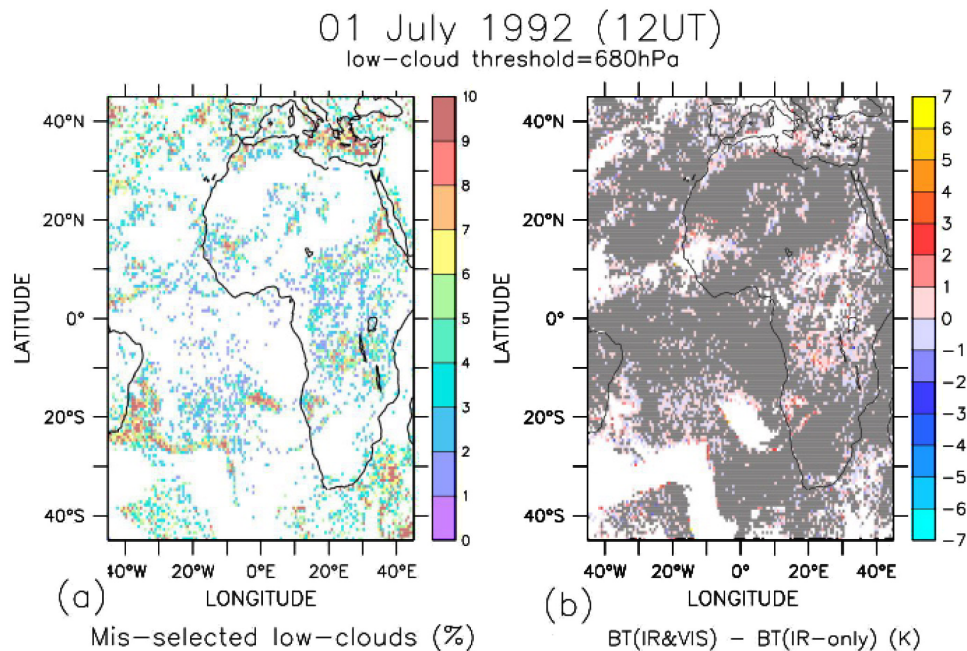 01 July 1992 (12UT)
low-cloud threshold=680hPa
40°N
20°N
0°
20°S
40°S
LATITUDE
40°W 20°W 0°E 20°E 40°E
LONGITUDE
10
9
8
7
6
5
4
3
2
1
0
(a)
Mis-selected low-clouds (%)
40°N
20°N
0°
20°S
40°S
LATITUDE
40°W 20°W 0° 20°E 40°E
LONGITUDE
7
6
5
4
3
2
1
0
-1
-2
-3
-4
-5
-6
-7
(b)
BT(IR&VIS) - BT(IR-only) (K)